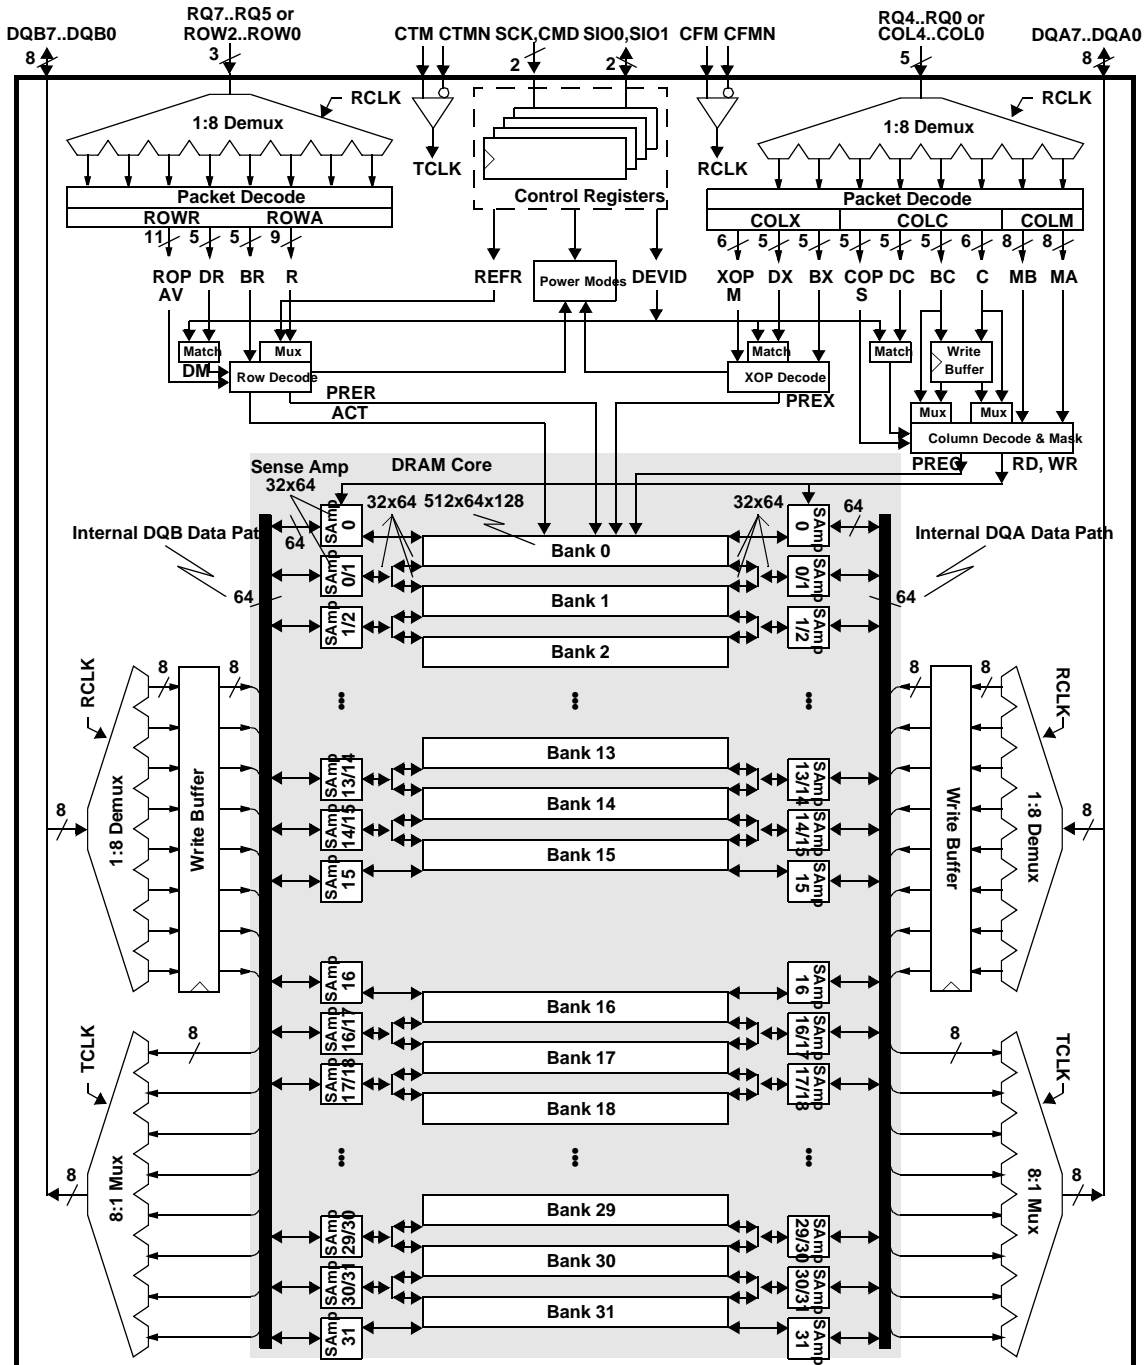 RQ7..RQ5 or
RQ4..RQ0 or
DQB7..DQB0
ROW2..ROW0
CTM CTMN SCK,CMD SIO0,SIO1 CFM CFMN
COL4..COL0
DQA7..DQA0
8
3
2
2
5
8
RCLK
RCLK
1:8 Demux
1:8 Demux
TCLK
RCLK
Control Registers
Packet Decode
Packet Decode
ROWR
ROWA
COLX
COLC
COLM
11
5
5
9
6
5
5
5
5
5
6
8
8
ROP
DR
BR
R
REFR
Power Modes
DEVID
XOP
DX
BX
COP
DC
BC
C
MB
MA
AV
M
S
Match
Mux
Match
Match
Write
Buffer
DM
Row Decode
XOP Decode
PRER
PREX
ACT
Mux
Mux
Column Decode & Mask
PREC
RD, WR
Sense Amp
DRAM Core
32x64
32x64
512x64x128
32x64
64
64
SAmp
0
SAmp
0
Internal DQB Data Pat
Internal DQA Data Path
Bank 0
SAmp
0/1
SAmp
0/1
64
64
Bank 1
SAmp
1/2
SAmp
1/2
Bank 2
8
8
8
8
RCLK
RCLK
Bank 13
SAmp
13/14
SAmp
13/14
Bank 14
SAmp
14/15
SAmp
14/15
Bank 15
SAmp
15
SAmp
15
8
1:8 Demux
Write Buffer
Write Buffer
1:8 Demux
8
SAmp
16
SAmp
16
Bank 16
SAmp
16/17
SAmp
16/17
Bank 17
SAmp
17/18
SAmp
17/18
Bank 18
8
8
TCLK
TCLK
8
8:1 Mux
8:1 Mux
8
Bank 29
SAmp
29/30
SAmp
29/30
Bank 30
SAmp
30/31
SAmp
30/31
Bank 31
SAmp
31
SAmp
31